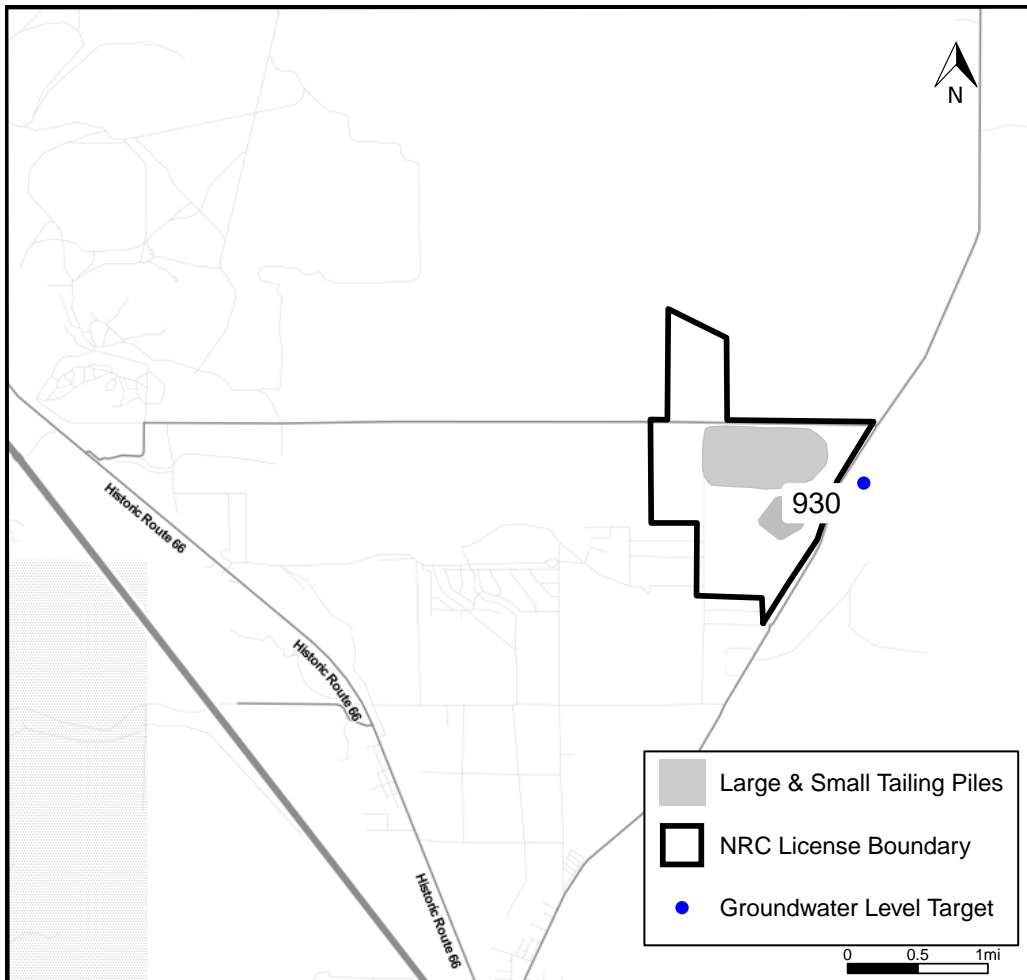 N
930
Historic Route 66
Historic Route 66
Historic Route 66
Large & Small Tailing Piles
NRC License Boundary
Groundwater Level Target
0 0.5 1mi